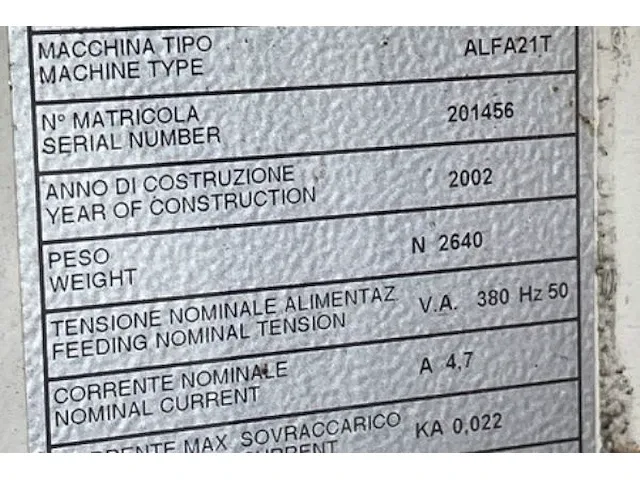 MACCHINA TIPO ALFA21T
MACHINE TYPE
N° MATRICOLA 201456
SERIAL NUMBER
ANNO DI COSTRUZIONE 2002
YEAR OF CONSTRUCTION
PESO N 2640
WEIGHT
TENSIONE NOMINALE ALIMENTAZ V.A. 380 Hz 50
FEEDING NOMINAL TENSION
CORRENTE NOMINALE A 4,7
NOMINAL CURRENT
MAX SOVRACCARICO KA 0,022